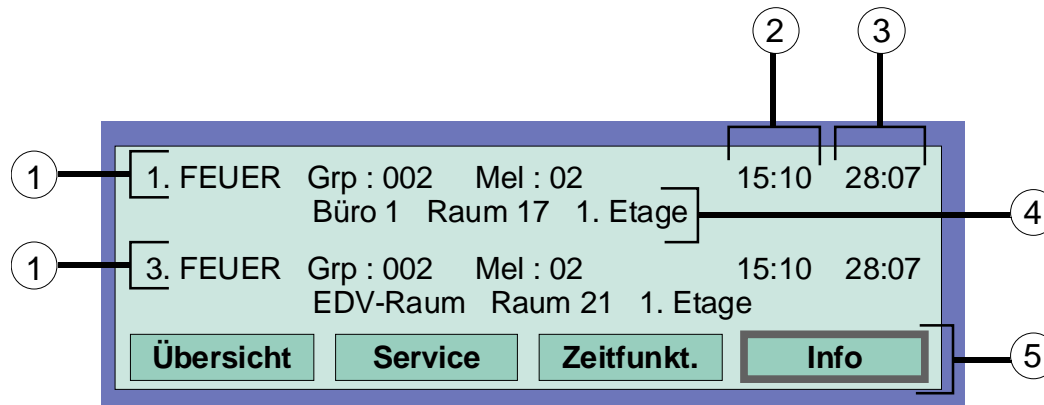 2 3
1 1. FEUER Grp : 002 Mel : 02 15:10 28:07
Büro 1 Raum 17 1. Etage 4
1 3. FEUER Grp : 002 Mel : 02 15:10 28:07
EDV-Raum Raum 21 1. Etage
Übersicht Service Zeitfunkt. Info 5